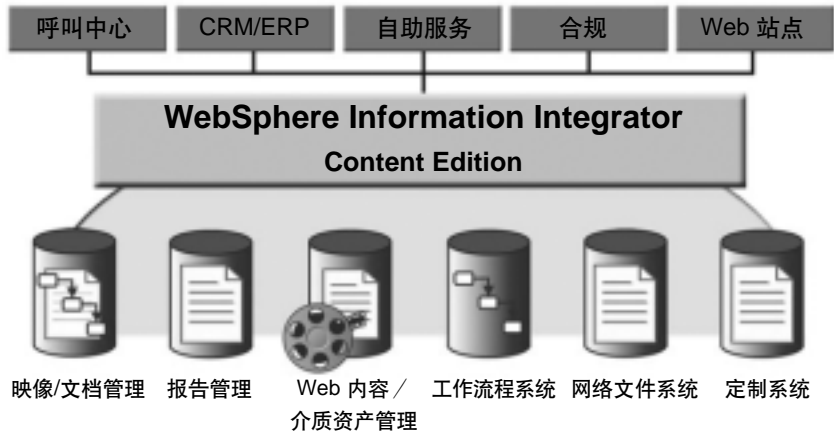 呼叫中心
CRM/ERP
自助服务
合规
Web 站点
WebSphere Information Integrator
Content Edition
映像/文档管理
报告管理
Web 内容／
介质资产管理
工作流程系统
网络文件系统
定制系统